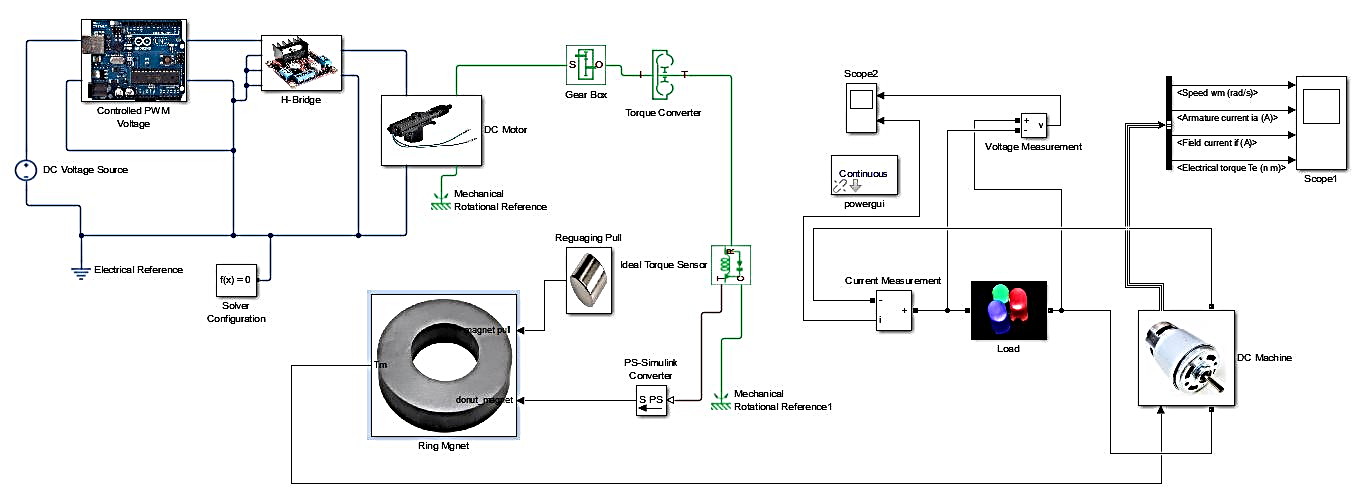 Controlled PWM
Voltage
H-Bridge
DC Voltage Source
Electrical Reference
f(x) = 0
Solver
Configuration
DC Motor
Mechanical
Rotational Reference
S O
Gear Box
I T
Torque Converter
Reguaging Pull
Ideal Torque Sensor
R
T C
magnet pull
Tm
donut_magnet
Ring Mgnet
PS-Simulink
Converter
S PS
Mechanical
Rotational Reference1
Scope2
Continuous
powergui
+
-
v
Voltage Measurement
Current Measurement
-
+
i
Load
<Speed wm (rad/s)>
<Armature current ia (A)>
<Field current if (A)>
<Electrical torque Te (n m)>
Scope1
DC Machine